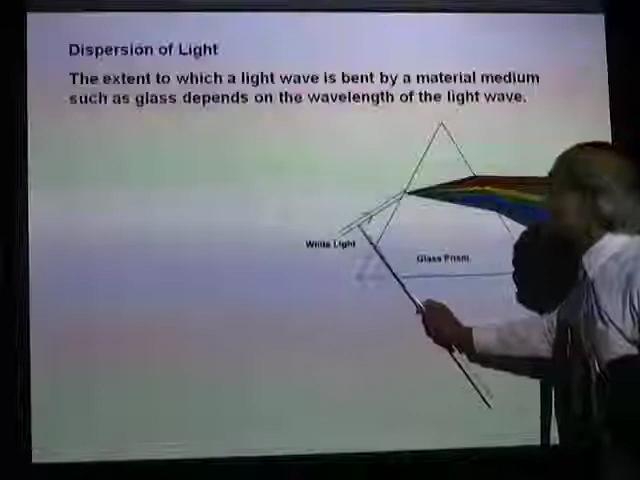 Dispersion of Light
The extent to which a light wave is bent by a material medium
such as glass depends on the wavelength of the light wave.
White Light
Glass Prism